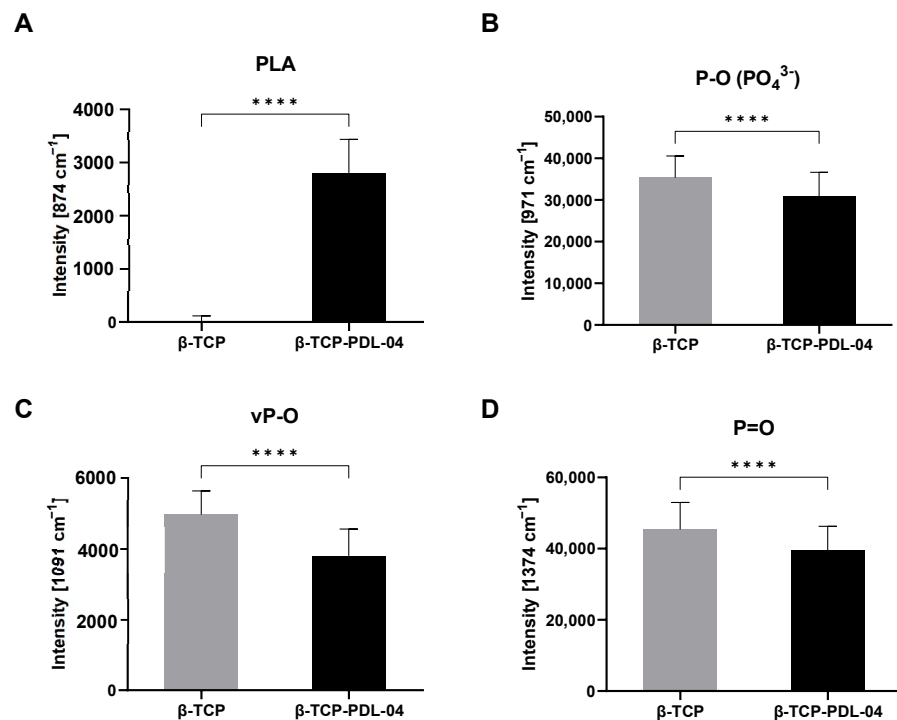 A
PLA
****
Intensity [874 cm⁻¹]
4000
3000
2000
1000
0
β-TCP
β-TCP-PDL-04
B
P-O (PO₄³⁻)
****
Intensity [971 cm⁻¹]
50,000
40,000
30,000
20,000
10,000
0
β-TCP
β-TCP-PDL-04
C
vP-O
****
Intensity [1091 cm⁻¹]
6000
4000
2000
0
β-TCP
β-TCP-PDL-04
D
P=O
****
Intensity [1374 cm⁻¹]
60,000
40,000
20,000
0
β-TCP
β-TCP-PDL-04